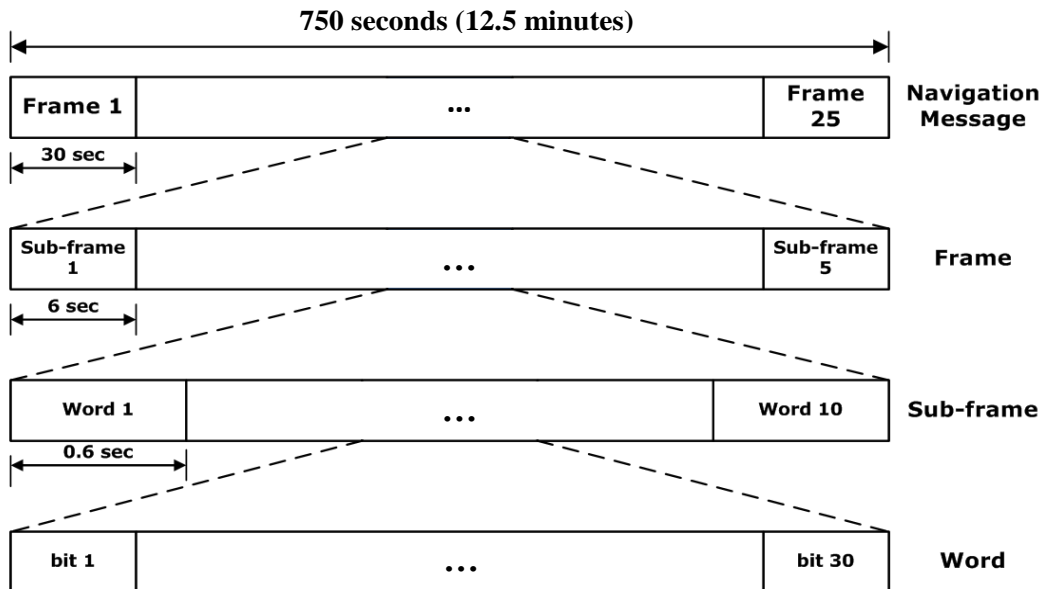 750 seconds (12.5 minutes)
Frame 1
...
Frame
25
Navigation
Message
30 sec
Sub-frame
1
...
Sub-frame
5
Frame
6 sec
Word 1
...
Word 10
Sub-frame
0.6 sec
bit 1
...
bit 30
Word